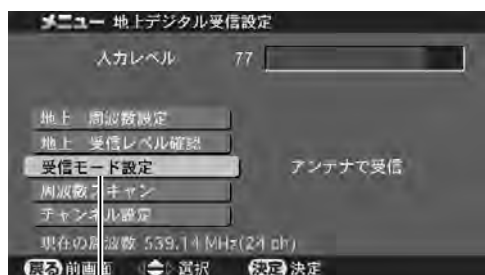 メニュー 地上デジタル受信設定
入力レベル 77
地上 周波数設定
地上 受信レベル確認
受信モード設定 アンテナで受信
周波数スキャン
チャンネル設定
現在の周波数 539.14 MHz(24 ch)
戻る 前画面 選択 決定 決定